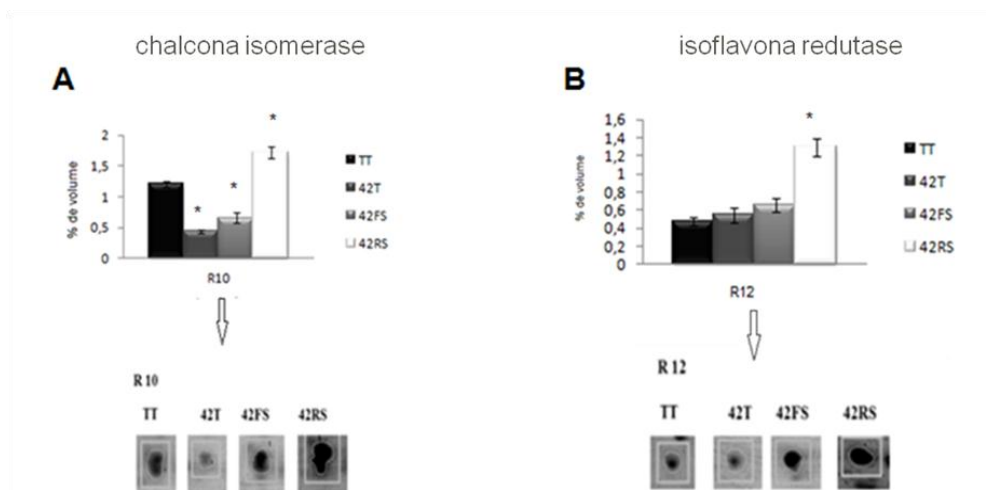 chalcona isomerase
A
*
*
*
% de volume
2
1,5
1
0,5
0
TT
42T
42FS
42RS
R10
R 10
TT 42T 42FS 42RS
isoflavona redutase
B
*
% de volume
1,6
1,4
1,2
1
0,8
0,6
0,4
0,2
0
TT
42T
42FS
42RS
R12
R 12
TT 42T 42FS 42RS